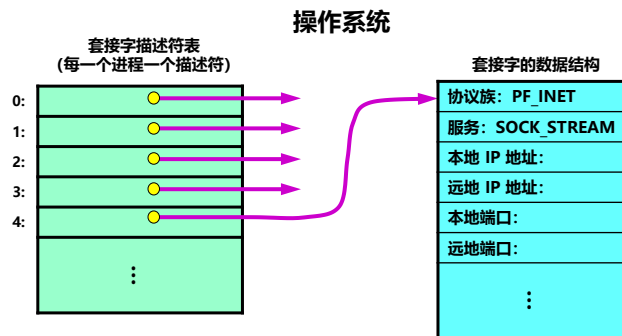 操作系统
套接字描述符表
（每一个进程一个描述符）
0:
1:
2:
3:
4:
⋮
套接字的数据结构
协议族：PF_INET
服务：SOCK_STREAM
本地 IP 地址：
远地 IP 地址：
本地端口：
远地端口：
⋮